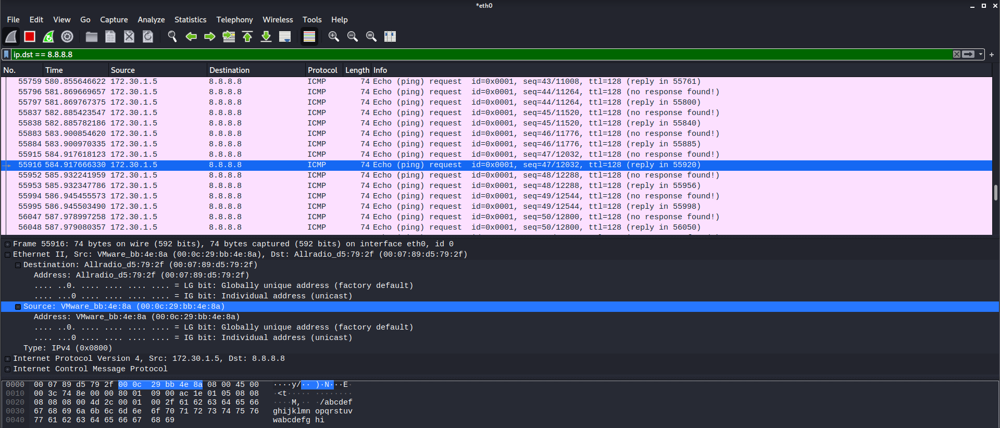 *eth0
File Edit View Go Capture Analyze Statistics Telephony Wireless Tools Help
ip.dst == 8.8.8.8
No. Time Source Destination Protocol Length Info
55759 580.855646622 172.30.1.5 8.8.8.8 ICMP 74 Echo (ping) request id=0x0001, seq=43/11008, ttl=128 (reply in 55761)
55796 581.869669657 172.30.1.5 8.8.8.8 ICMP 74 Echo (ping) request id=0x0001, seq=44/11264, ttl=128 (no response found!)
55797 581.869767375 172.30.1.5 8.8.8.8 ICMP 74 Echo (ping) request id=0x0001, seq=44/11264, ttl=128 (reply in 55800)
55837 582.885423547 172.30.1.5 8.8.8.8 ICMP 74 Echo (ping) request id=0x0001, seq=45/11520, ttl=128 (no response found!)
55838 582.885782186 172.30.1.5 8.8.8.8 ICMP 74 Echo (ping) request id=0x0001, seq=45/11520, ttl=128 (reply in 55840)
55883 583.900854620 172.30.1.5 8.8.8.8 ICMP 74 Echo (ping) request id=0x0001, seq=46/11776, ttl=128 (no response found!)
55884 583.900970335 172.30.1.5 8.8.8.8 ICMP 74 Echo (ping) request id=0x0001, seq=46/11776, ttl=128 (reply in 55885)
55915 584.917618123 172.30.1.5 8.8.8.8 ICMP 74 Echo (ping) request id=0x0001, seq=47/12032, ttl=128 (no response found!)
55916 584.917666330 172.30.1.5 8.8.8.8 ICMP 74 Echo (ping) request id=0x0001, seq=47/12032, ttl=128 (reply in 55920)
55952 585.932241959 172.30.1.5 8.8.8.8 ICMP 74 Echo (ping) request id=0x0001, seq=48/12288, ttl=128 (no response found!)
55953 585.932347786 172.30.1.5 8.8.8.8 ICMP 74 Echo (ping) request id=0x0001, seq=48/12288, ttl=128 (reply in 55956)
55994 586.945455573 172.30.1.5 8.8.8.8 ICMP 74 Echo (ping) request id=0x0001, seq=49/12544, ttl=128 (no response found!)
55995 586.945503490 172.30.1.5 8.8.8.8 ICMP 74 Echo (ping) request id=0x0001, seq=49/12544, ttl=128 (reply in 55998)
56047 587.978997258 172.30.1.5 8.8.8.8 ICMP 74 Echo (ping) request id=0x0001, seq=50/12800, ttl=128 (no response found!)
56048 587.979080357 172.30.1.5 8.8.8.8 ICMP 74 Echo (ping) request id=0x0001, seq=50/12800, ttl=128 (reply in 56050)
Frame 55916: 74 bytes on wire (592 bits), 74 bytes captured (592 bits) on interface eth0, id 0
Ethernet II, Src: VMware_bb:4e:8a (00:0c:29:bb:4e:8a), Dst: Allradio_d5:79:2f (00:07:89:d5:79:2f)
Destination: Allradio_d5:79:2f (00:07:89:d5:79:2f)
Address: Allradio_d5:79:2f (00:07:89:d5:79:2f)
.... ..0. .... .... .... .... = LG bit: Globally unique address (factory default)
.... ...0 .... .... .... .... = IG bit: Individual address (unicast)
Source: VMware_bb:4e:8a (00:0c:29:bb:4e:8a)
Address: VMware_bb:4e:8a (00:0c:29:bb:4e:8a)
.... ..0. .... .... .... .... = LG bit: Globally unique address (factory default)
.... ...0 .... .... .... .... = IG bit: Individual address (unicast)
Type: IPv4 (0x0800)
Internet Protocol Version 4, Src: 172.30.1.5, Dst: 8.8.8.8
Internet Control Message Protocol
0000 00 07 89 d5 79 2f 00 0c 29 bb 4e 8a 08 00 45 00 ····y/·· )·N···E·
0010 00 3c 74 8e 00 00 80 01 09 00 ac 1e 01 05 08 08 ·<t····· ········
0020 08 08 08 00 4d 2c 00 01 00 2f 61 62 63 64 65 66 ····M,·· ·/abcdef
0030 67 68 69 6a 6b 6c 6d 6e 6f 70 71 72 73 74 75 76 ghijklmn opqrstuv
0040 77 61 62 63 64 65 66 67 68 69 wabcdefg hi